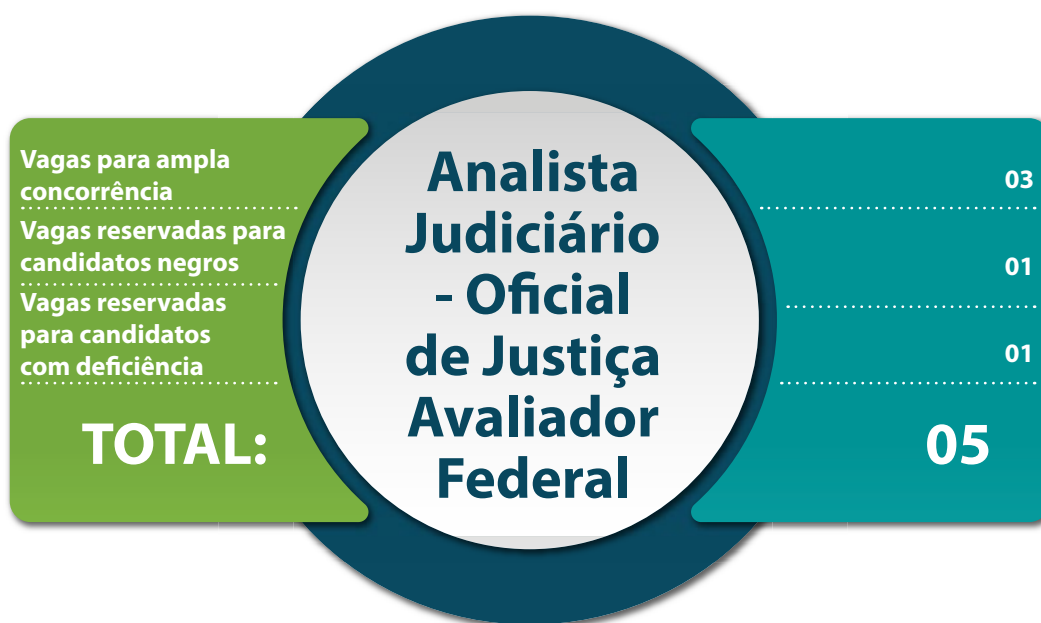 Vagas para ampla
concorrência
03
Vagas reservadas para
candidatos negros
01
Vagas reservadas
para candidatos
com deficiência
01
TOTAL:
05
Analista
Judiciário
- Oficial
de Justiça
Avaliador
Federal